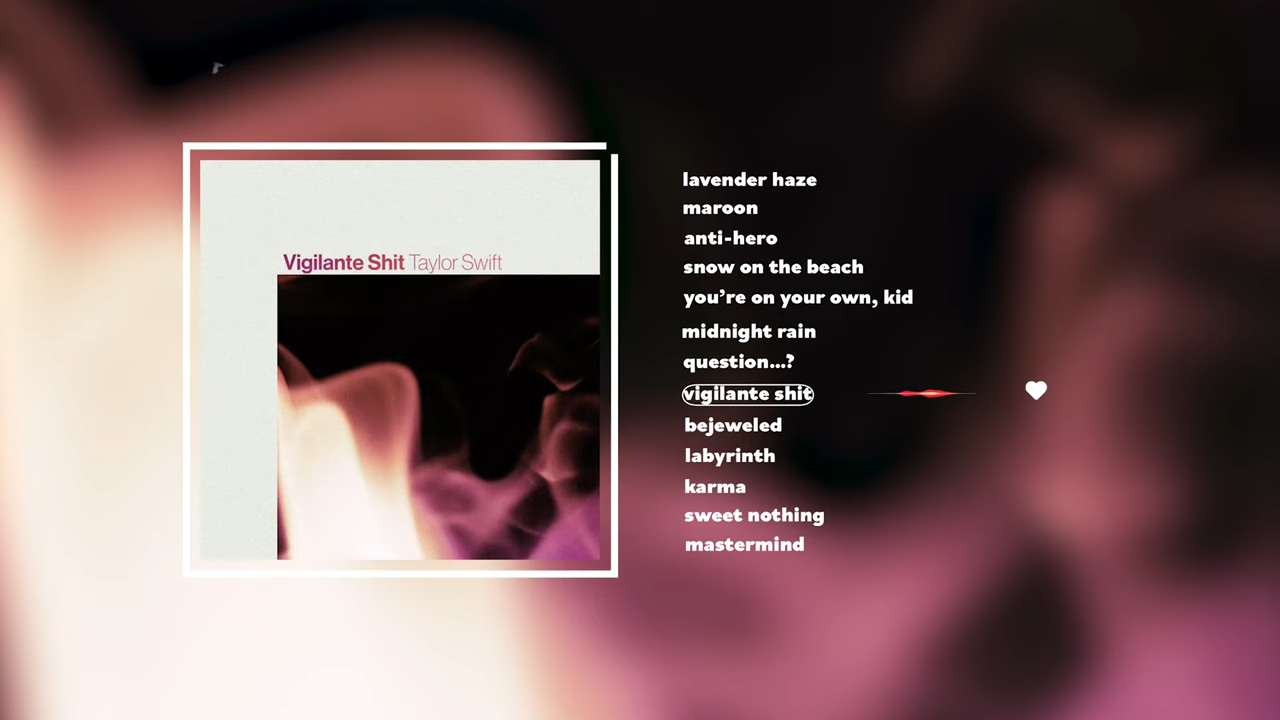 Vigilante Shit Taylor Swift
lavender haze
maroon
anti-hero
snow on the beach
you’re on your own, kid
midnight rain
question...?
vigilante shit
bejeweled
labyrinth
karma
sweet nothing
mastermind